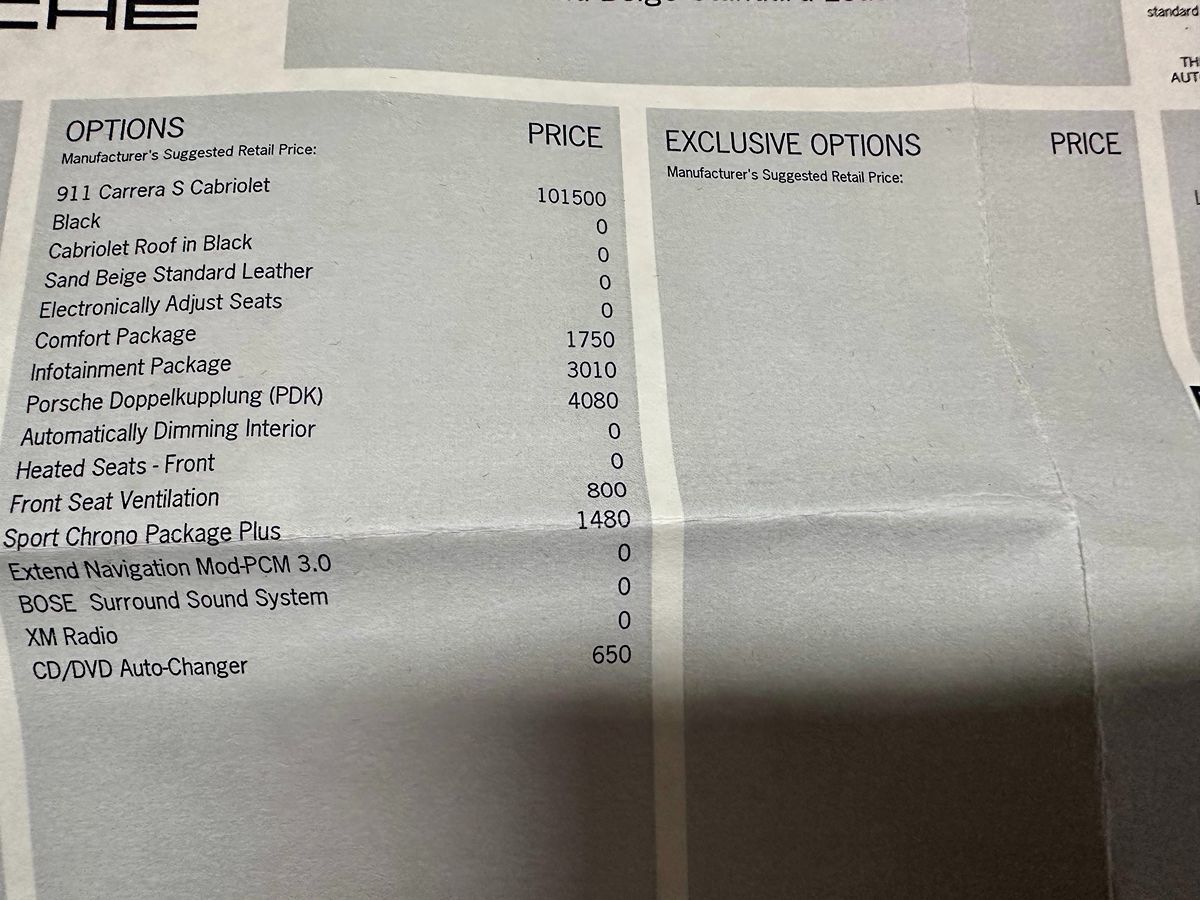 Beige Standard
standard
OPTIONS PRICE
Manufacturer's Suggested Retail Price:
911 Carrera S Cabriolet 101500
Black 0
Cabriolet Roof in Black 0
Sand Beige Standard Leather 0
Electronically Adjust Seats 0
Comfort Package 1750
Infotainment Package 3010
Porsche Doppelkupplung (PDK) 4080
Automatically Dimming Interior 0
Heated Seats - Front 0
Front Seat Ventilation 800
Sport Chrono Package Plus 1480
Extend Navigation Mod-PCM 3.0 0
BOSE Surround Sound System 0
XM Radio 0
CD/DVD Auto-Changer 650
EXCLUSIVE OPTIONS PRICE
Manufacturer's Suggested Retail Price: